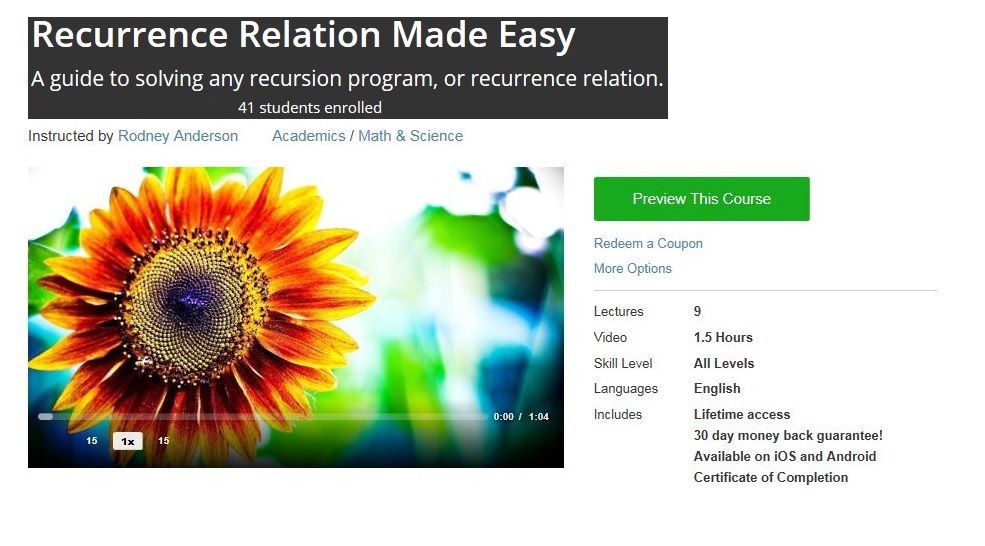 Recurrence Relation Made Easy
A guide to solving any recursion program, or recurrence relation.
41 students enrolled
Instructed by Rodney Anderson Academics / Math & Science
Preview This Course
Redeem a Coupon
More Options
Lectures 9
Video 1.5 Hours
Skill Level All Levels
Languages English
Includes Lifetime access
30 day money back guarantee!
Available on iOS and Android
Certificate of Completion
0:00 / 1:04
15 1x 15